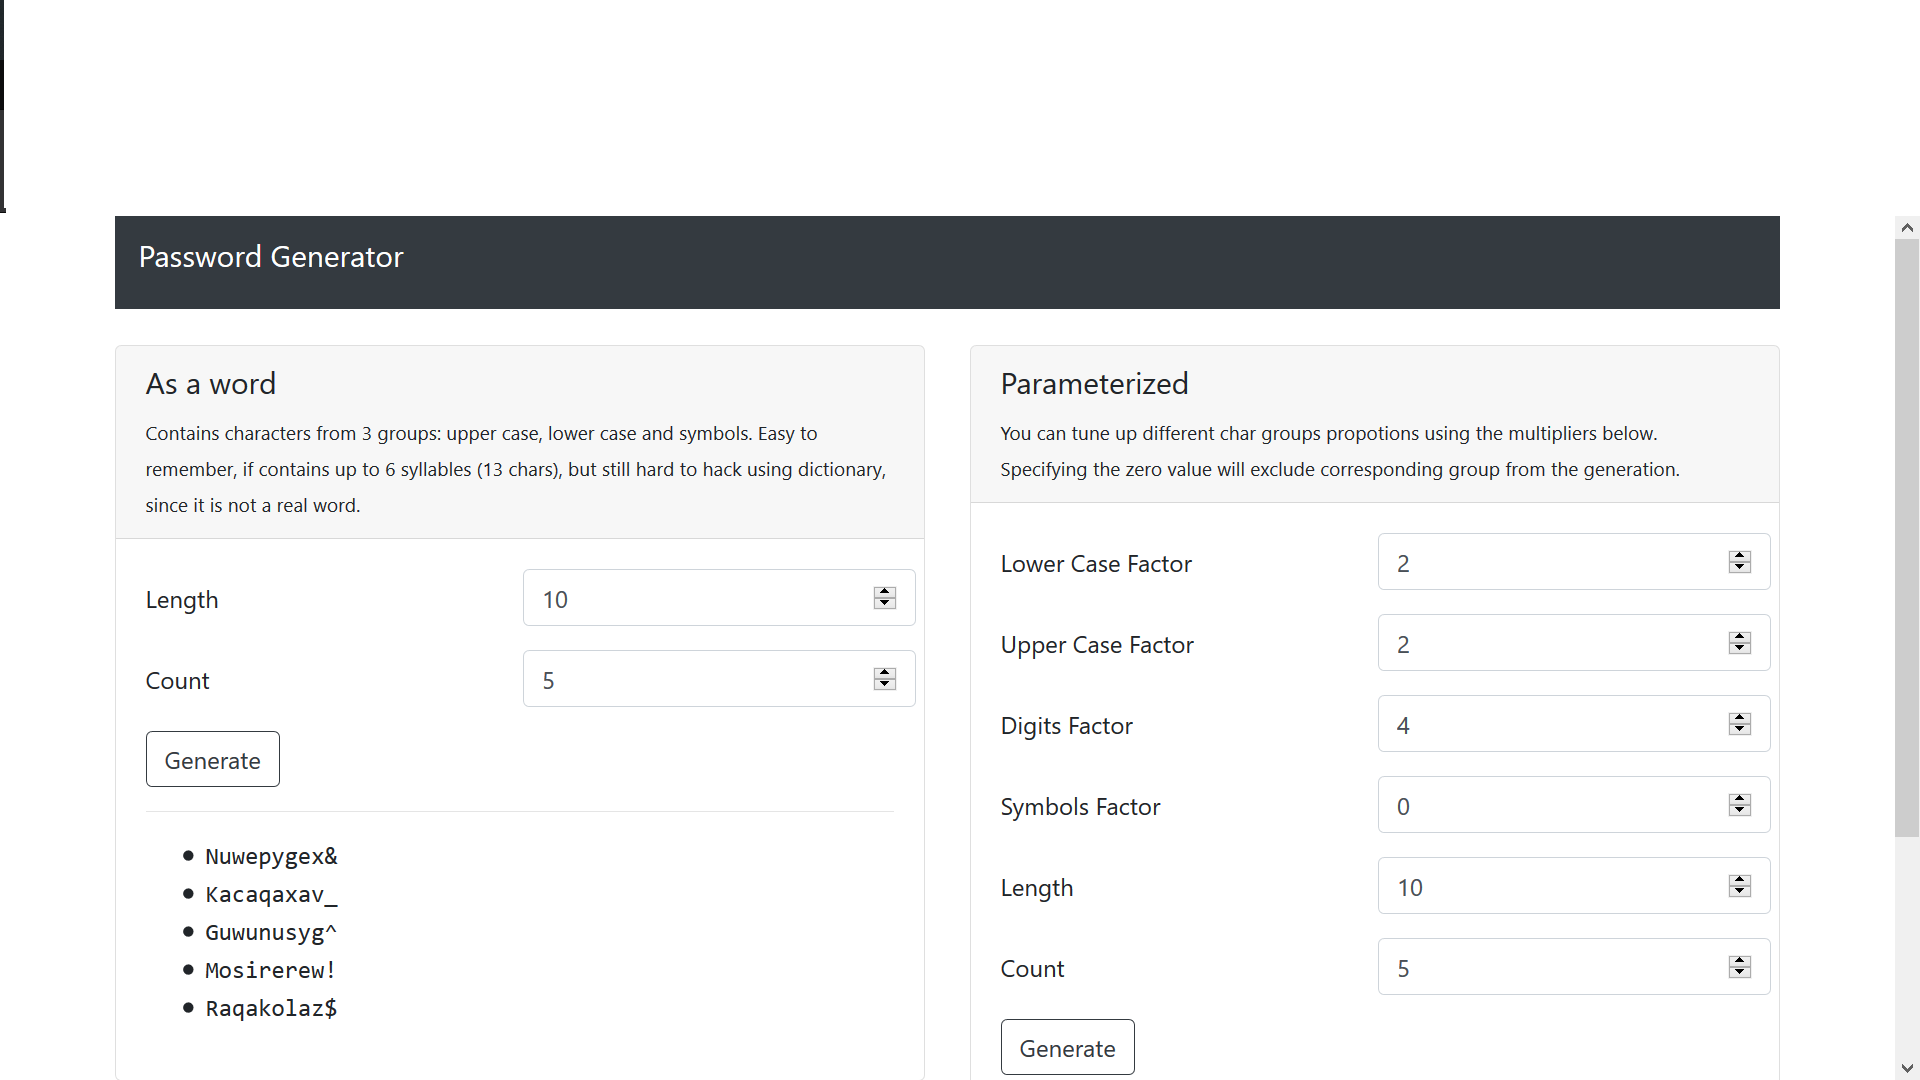 Password Generator
As a word
Contains characters from 3 groups: upper case, lower case and symbols. Easy to
remember, if contains up to 6 syllables (13 chars), but still hard to hack using dictionary,
since it is not a real word.
Length
10
Count
5
Generate
Nuwepygex&
Kacaqaxav_
Guwunusyg^
Mosirerew!
Raqakolaz$
Parameterized
You can tune up different char groups propotions using the multipliers below.
Specifying the zero value will exclude corresponding group from the generation.
Lower Case Factor
2
Upper Case Factor
2
Digits Factor
4
Symbols Factor
0
Length
10
Count
5
Generate